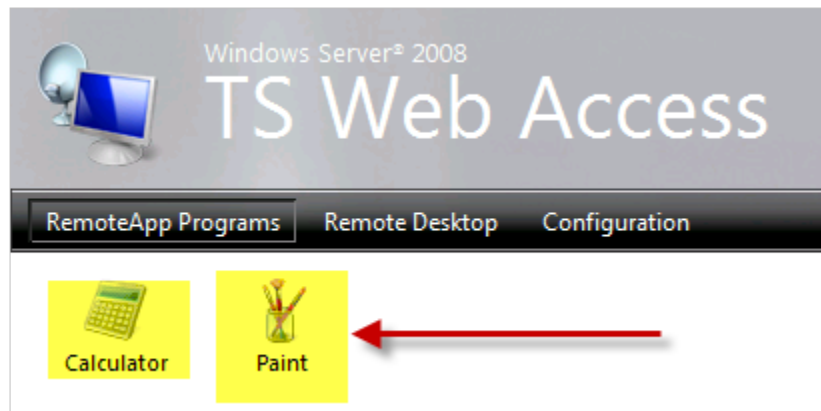 Windows Server® 2008
TS Web Access
RemoteApp Programs Remote Desktop Configuration
Calculator Paint